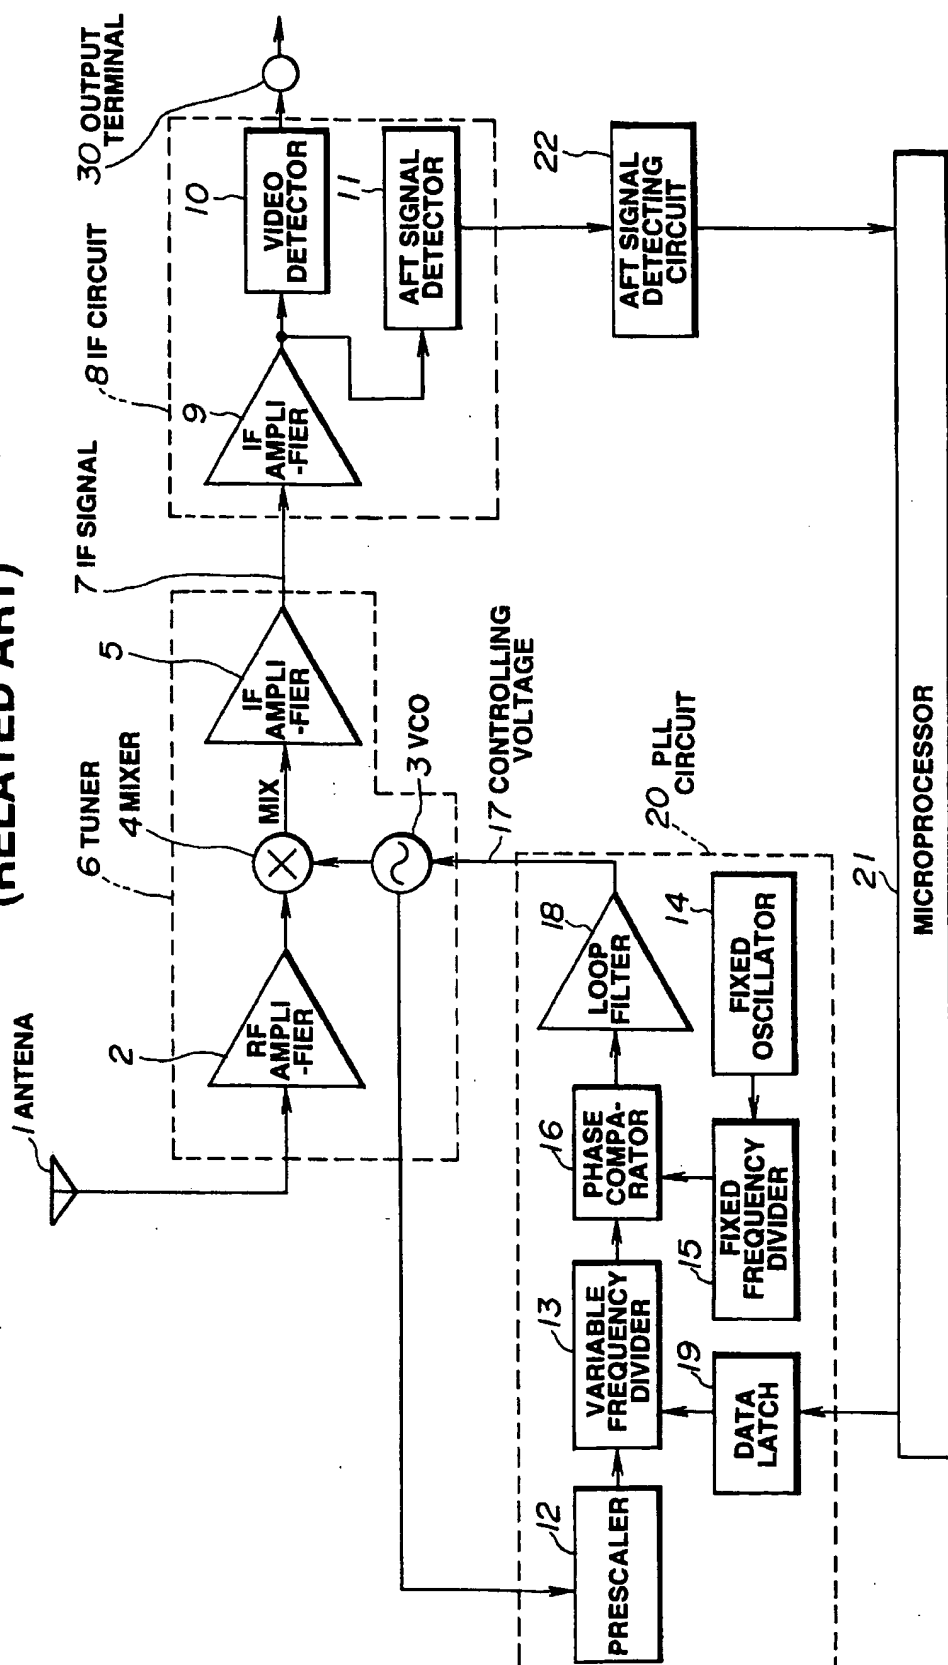 (RELATED ART)
1 ANTENA
2
RF
AMPLI
-FIER
6 TUNER
4 MIXER
MIX
3 VCO
5
IF
AMPLI
-FIER
7 IF SIGNAL
8 IF CIRCUIT
9
IF
AMPLI
-FIER
10
VIDEO
DETECTOR
11
AFT SIGNAL
DETECTOR
30 OUTPUT
TERMINAL
22
AFT SIGNAL
DETECTING
CIRCUIT
17 CONTROLLING
VOLTAGE
20 PLL
CIRCUIT
12
PRESCALER
13
VARIABLE
FREQUENCY
DIVIDER
16
PHASE
COMPA-
RATOR
18
LOOP
FILTER
19
DATA
LATCH
15
FIXED
FREQUENCY
DIVIDER
14
FIXED
OSCILLATOR
21
MICROPROCESSOR